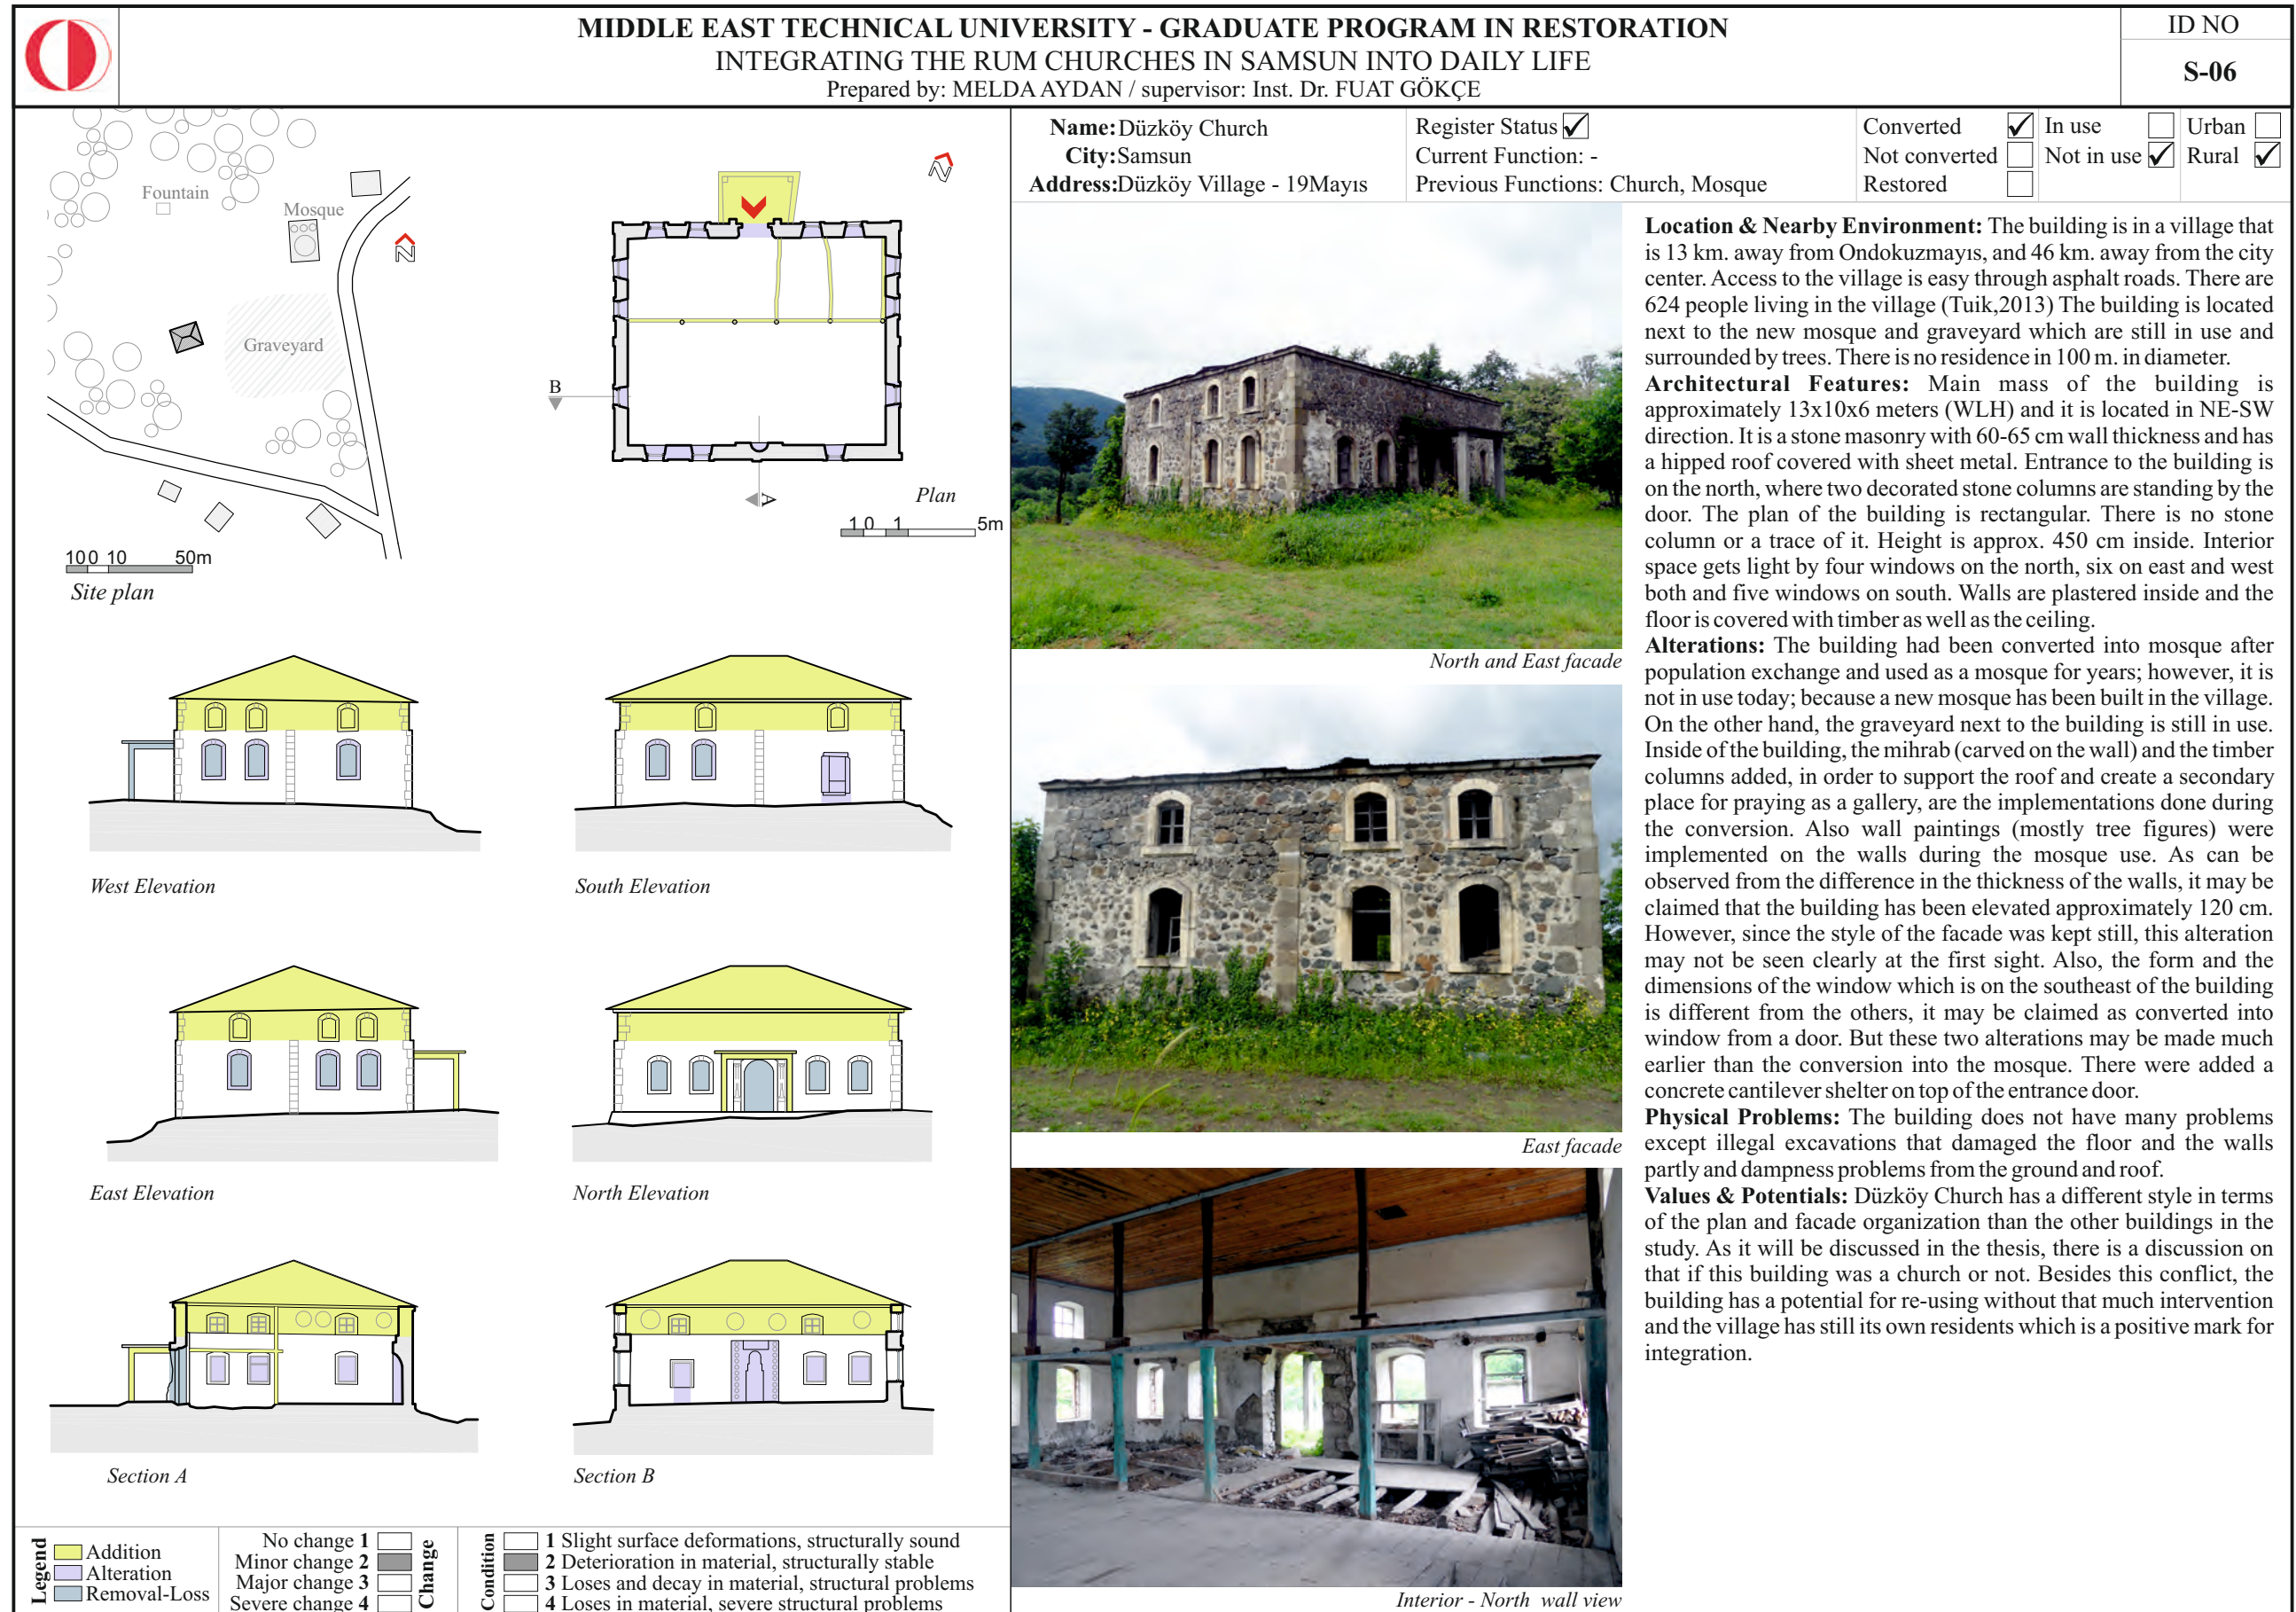 MIDDLE EAST TECHNICAL UNIVERSITY - GRADUATE PROGRAM IN RESTORATION
INTEGRATING THE RUM CHURCHES IN SAMSUN INTO DAILY LIFE
Prepared by: MELDA AYDAN / supervisor: Inst. Dr. FUAT GÖKÇE
ID NO
S-06
Name: Düzköy Church
City: Samsun
Address: Düzköy Village - 19Mayıs
Register Status
Current Function: -
Previous Functions: Church, Mosque
Converted
Not converted
Restored
In use
Not in use
Urban
Rural
Fountain
Mosque
N
Graveyard
100 10 50m
Site plan
N
B
A
Plan
1 0 1 5m
West Elevation
South Elevation
East Elevation
North Elevation
Section A
Section B
Legend
Addition
Alteration
Removal-Loss
No change 1
Minor change 2
Major change 3
Severe change 4
Change
Condition
1 Slight surface deformations, structurally sound
2 Deterioration in material, structurally stable
3 Loses and decay in material, structural problems
4 Loses in material, severe structural problems
North and East facade
East facade
Interior - North wall view
Location & Nearby Environment: The building is in a village that
is 13 km. away from Ondokuzmayıs, and 46 km. away from the city
center. Access to the village is easy through asphalt roads. There are
624 people living in the village (Tuik,2013) The building is located
next to the new mosque and graveyard which are still in use and
surrounded by trees. There is no residence in 100 m. in diameter.
Architectural Features: Main mass of the building is
approximately 13x10x6 meters (WLH) and it is located in NE-SW
direction. It is a stone masonry with 60-65 cm wall thickness and has
a hipped roof covered with sheet metal. Entrance to the building is
on the north, where two decorated stone columns are standing by the
door. The plan of the building is rectangular. There is no stone
column or a trace of it. Height is approx. 450 cm inside. Interior
space gets light by four windows on the north, six on east and west
both and five windows on south. Walls are plastered inside and the
floor is covered with timber as well as the ceiling.
Alterations: The building had been converted into mosque after
population exchange and used as a mosque for years; however, it is
not in use today; because a new mosque has been built in the village.
On the other hand, the graveyard next to the building is still in use.
Inside of the building, the mihrab (carved on the wall) and the timber
columns added, in order to support the roof and create a secondary
place for praying as a gallery, are the implementations done during
the conversion. Also wall paintings (mostly tree figures) were
implemented on the walls during the mosque use. As can be
observed from the difference in the thickness of the walls, it may be
claimed that the building has been elevated approximately 120 cm.
However, since the style of the facade was kept still, this alteration
may not be seen clearly at the first sight. Also, the form and the
dimensions of the window which is on the southeast of the building
is different from the others, it may be claimed as converted into
window from a door. But these two alterations may be made much
earlier than the conversion into the mosque. There were added a
concrete cantilever shelter on top of the entrance door.
Physical Problems: The building does not have many problems
except illegal excavations that damaged the floor and the walls
partly and dampness problems from the ground and roof.
Values & Potentials: Düzköy Church has a different style in terms
of the plan and facade organization than the other buildings in the
study. As it will be discussed in the thesis, there is a discussion on
that if this building was a church or not. Besides this conflict, the
building has a potential for re-using without that much intervention
and the village has still its own residents which is a positive mark for
integration.